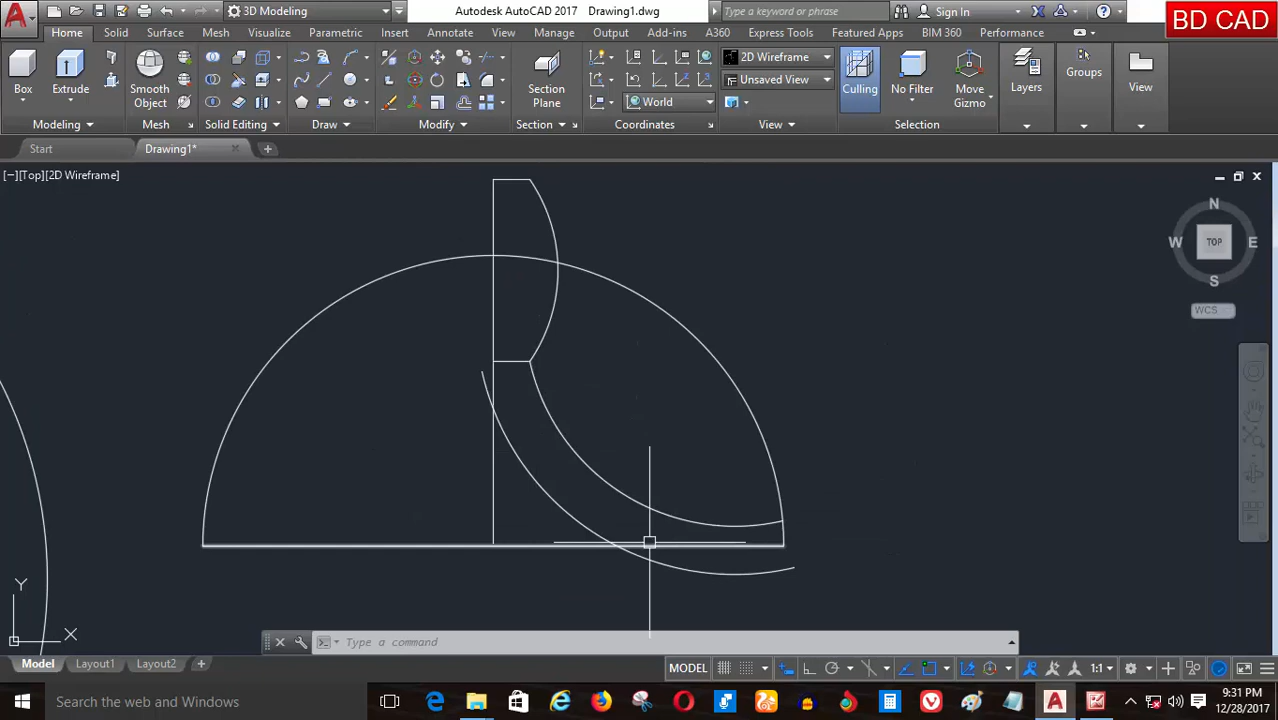 3D Modeling
Autodesk AutoCAD 2017 Drawing1.dwg
Type a keyword or phrase
Sign In
BD CAD
Home Solid Surface Mesh Visualize Parametric Insert Annotate View Manage Output Add-ins A360 Express Tools Featured Apps BIM 360 Performance
Box
Extrude
Smooth
Object
Section
Plane
World
2D Wireframe
Unsaved View
Culling
No Filter
Move
Gizmo
Layers
Groups
View
Modeling Mesh Solid Editing Draw Modify Section Coordinates View Selection
Start Drawing1*
[−][Top][2D Wireframe]
N
W TOP E
S
WCS
Y
X
Type a command
Model Layout1 Layout2
MODEL 1:1
Search the web and Windows
9:31 PM
12/28/2017